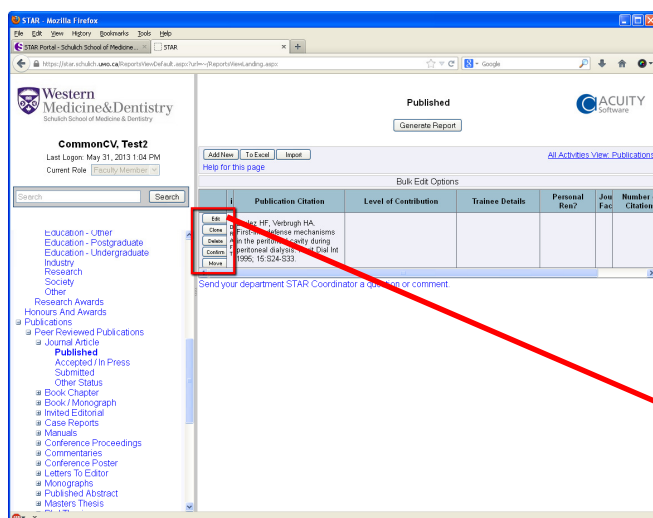 STAR - Mozilla Firefox
File Edit View History Bookmarks Tools Help
STAR Portal - Schulich School of Medicine... × STAR × +
https://star.schulich.uwo.ca/ReportsViewDefault.aspx?url=~/ReportsViewLanding.aspx
Google
Western
Medicine&Dentistry
Schulich School of Medicine & Dentistry
Published
ACUITY
Software
Generate Report
CommonCV, Test2
Last Logon: May 31, 2013 1:04 PM
Current Role Faculty Member
Add New To Excel Import
All Activities View: Publications
Help for this page
Bulk Edit Options
Search Search
i Publication Citation Level of Contribution Trainee Details Personal Ren? Jou Fac Number Citation
Edit
Clone
Delete
Confirm
Move
D
R
A
F
T
HF, Verbrugh HA.
defense mechanisms
in the peritoneal cavity during
peritoneal dialysis. Dial Int
1995; 15:S24-S33.
Send your department STAR Coordinator a question or comment.
Education - Other
Education - Postgraduate
Education - Undergraduate
Industry
Research
Society
Other
Research Awards
Honours And Awards
Publications
Peer Reviewed Publications
Journal Article
Published
Accepted / In Press
Submitted
Other Status
Book Chapter
Book / Monograph
Invited Editorial
Case Reports
Manuals
Conference Proceedings
Commentaries
Conference Poster
Letters To Editor
Monographs
Published Abstract
Masters Thesis